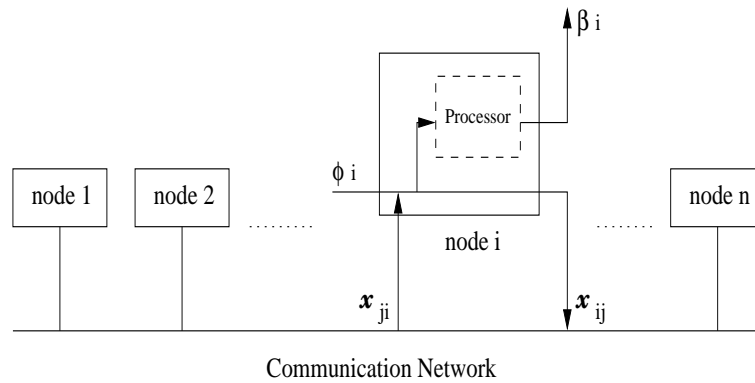 β i
Processor
ϕ i
node 1
node 2
.........
node i
........
node n
x ji
x ij
Communication Network